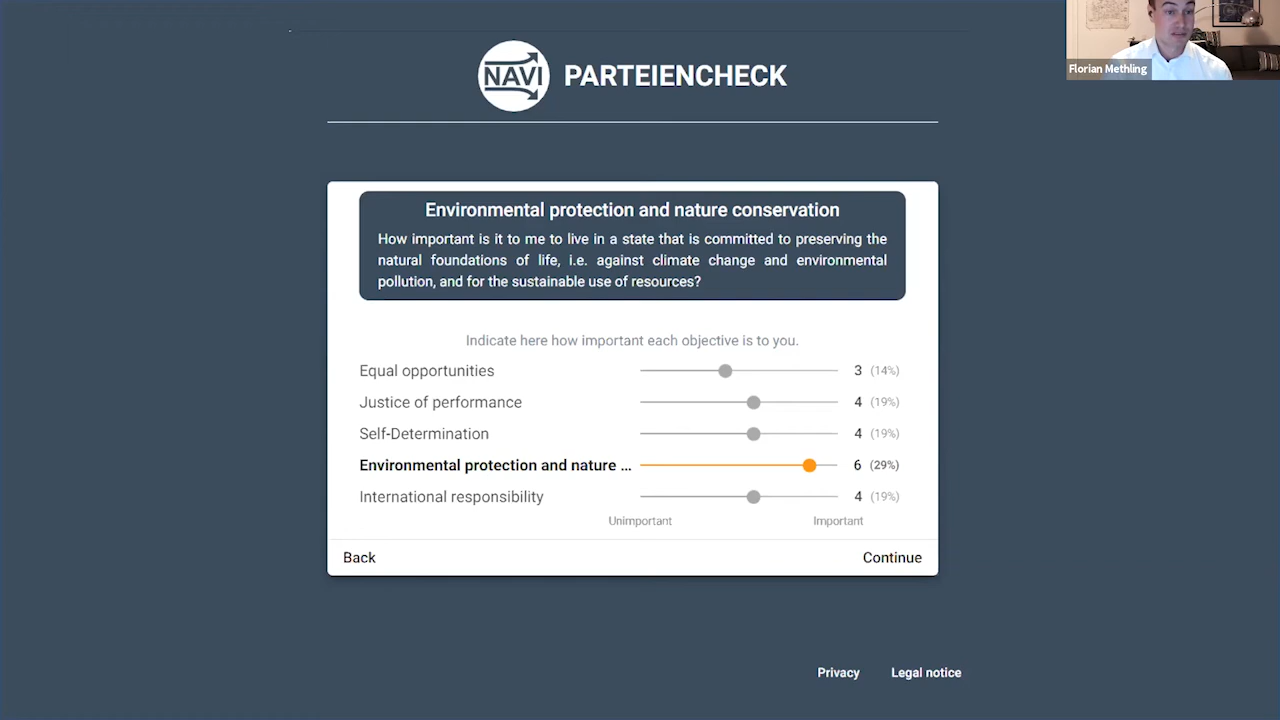 Florian Methling
NAVI PARTEIENCHECK
Environmental protection and nature conservation
How important is it to me to live in a state that is committed to preserving the
natural foundations of life, i.e. against climate change and environmental
pollution, and for the sustainable use of resources?
Indicate here how important each objective is to you.
Equal opportunities 3 (14%)
Justice of performance 4 (19%)
Self-Determination 4 (19%)
Environmental protection and nature ... 6 (29%)
International responsibility 4 (19%)
Unimportant Important
Back Continue
Privacy Legal notice